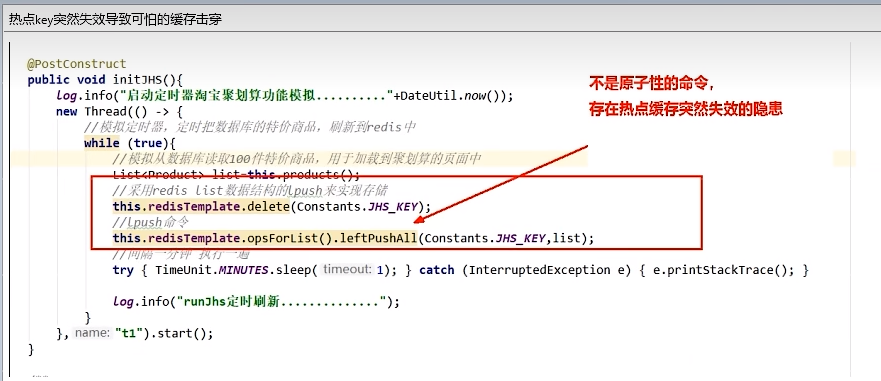 热点key突然失效导致可怕的缓存击穿
@PostConstruct
public void initJHS(){
log.info("启动定时器淘宝聚划算功能模拟.........."+DateUtil.now());
new Thread(() -> {
//模拟定时器，定时把数据库的特价商品，刷新到redis中
while (true){
//模拟从数据库读取100件特价商品，用于加载到聚划算的页面中
List<Product> list=this.products();
//采用redis list数据结构的lpush来实现存储
this.redisTemplate.delete(Constants.JHS_KEY);
//lpush命令
this.redisTemplate.opsForList().leftPushAll(Constants.JHS_KEY,list);
//间隔一分钟 执行一遍
try { TimeUnit.MINUTES.sleep( timeout: 1); } catch (InterruptedException e) { e.printStackTrace(); }
log.info("runJhs定时刷新..............");
}
}, name: "t1").start();
}
不是原子性的命令，
存在热点缓存突然失效的隐患